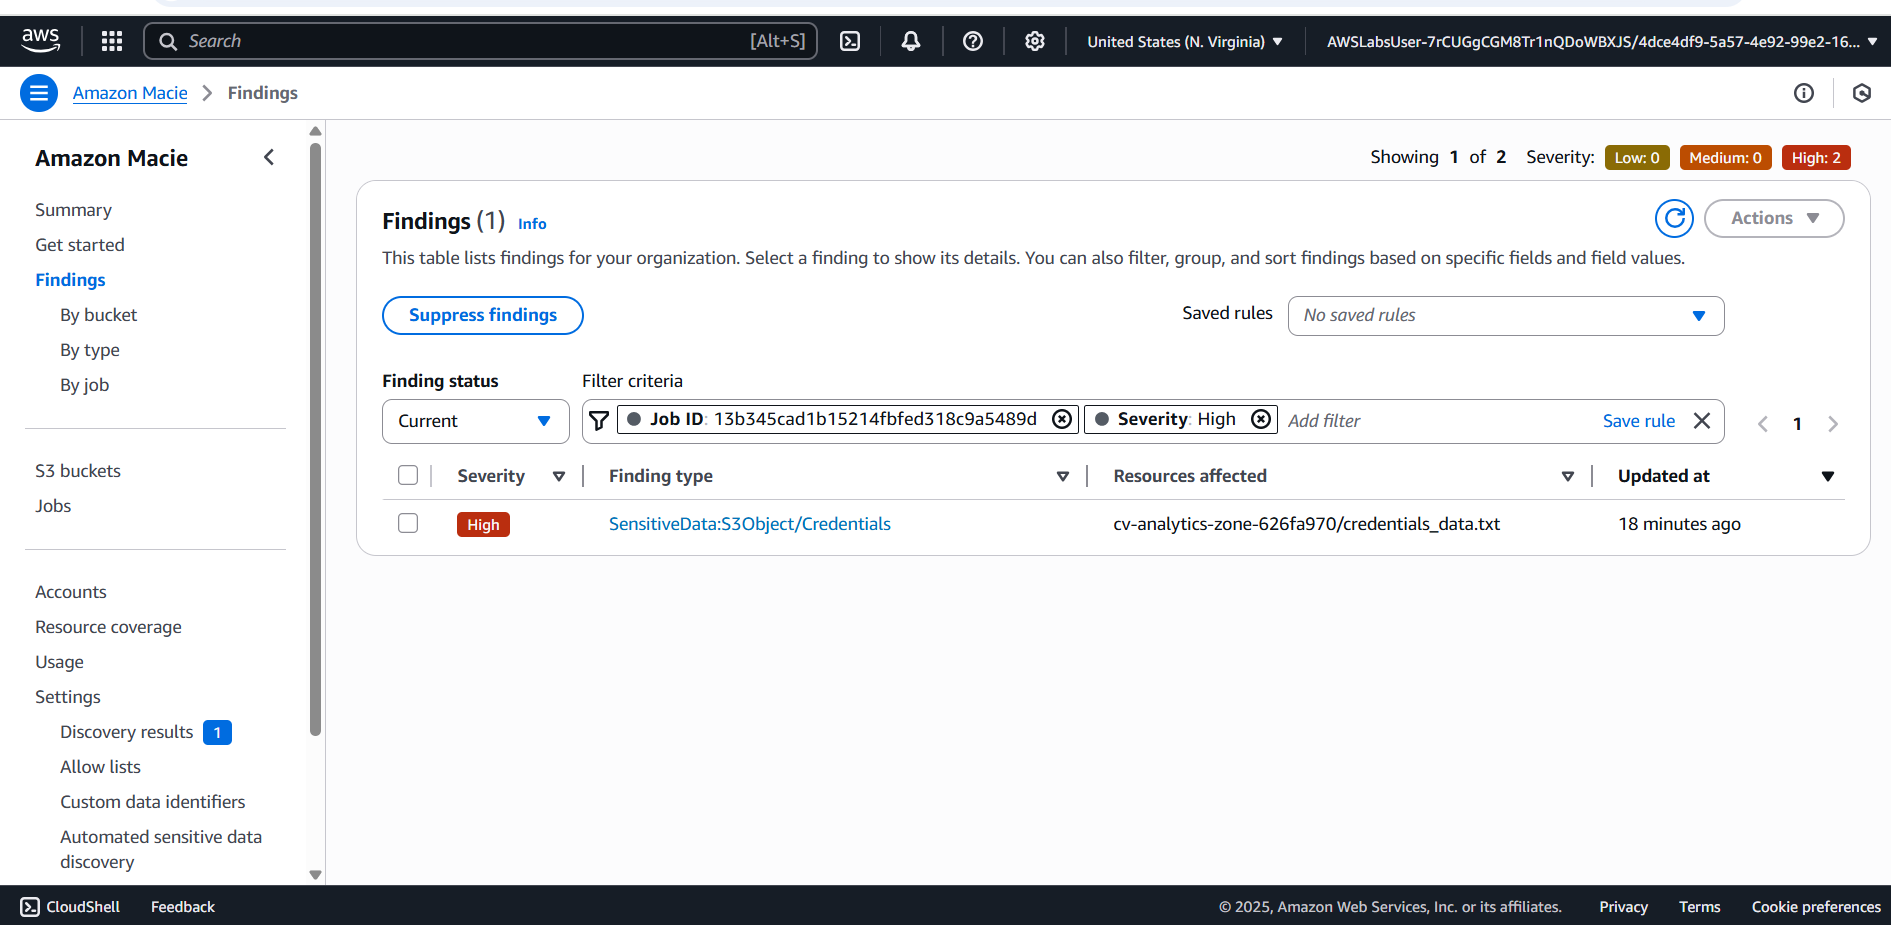 aws
Search [Alt+S]
United States (N. Virginia)
AWSLabsUser-7rCUGgCGM8Tr1nQDoWBXJS/4dce4df9-5a57-4e92-99e2-16...
Amazon Macie
Findings
Amazon Macie
Summary
Get started
Findings
By bucket
By type
By job
S3 buckets
Jobs
Accounts
Resource coverage
Usage
Settings
Discovery results 1
Allow lists
Custom data identifiers
Automated sensitive data
discovery
Showing 1 of 2 Severity: Low: 0 Medium: 0 High: 2
Findings (1) Info
Actions
This table lists findings for your organization. Select a finding to show its details. You can also filter, group, and sort findings based on specific fields and field values.
Suppress findings
Saved rules No saved rules
Finding status Filter criteria
Current Job ID: 13b345cad1b15214fbfed318c9a5489d Severity: High Add filter Save rule 1
Severity Finding type Resources affected Updated at
High SensitiveData:S3Object/Credentials cv-analytics-zone-626fa970/credentials_data.txt 18 minutes ago
CloudShell Feedback © 2025, Amazon Web Services, Inc. or its affiliates. Privacy Terms Cookie preferences